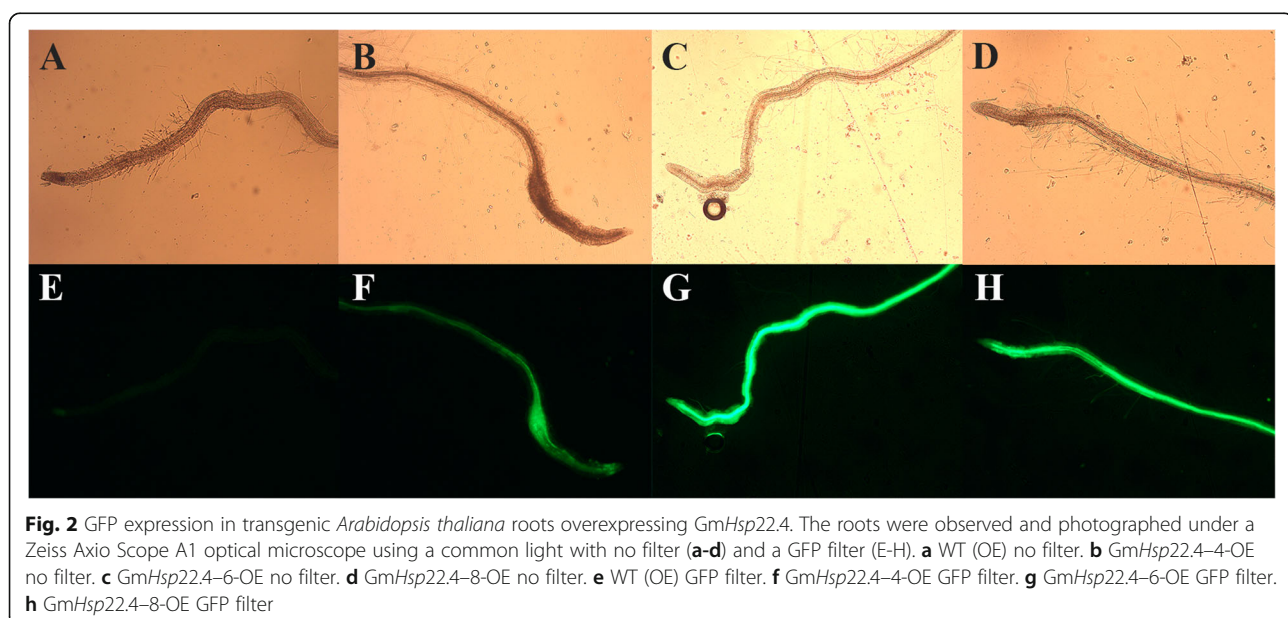 A B C D
E F G H
Fig. 2 GFP expression in transgenic Arabidopsis thaliana roots overexpressing GmHsp22.4. The roots were observed and photographed under a
Zeiss Axio Scope A1 optical microscope using a common light with no filter (a-d) and a GFP filter (E-H). a WT (OE) no filter. b GmHsp22.4–4-OE
no filter. c GmHsp22.4–6-OE no filter. d GmHsp22.4–8-OE no filter. e WT (OE) GFP filter. f GmHsp22.4–4-OE GFP filter. g GmHsp22.4–6-OE GFP filter.
h GmHsp22.4–8-OE GFP filter